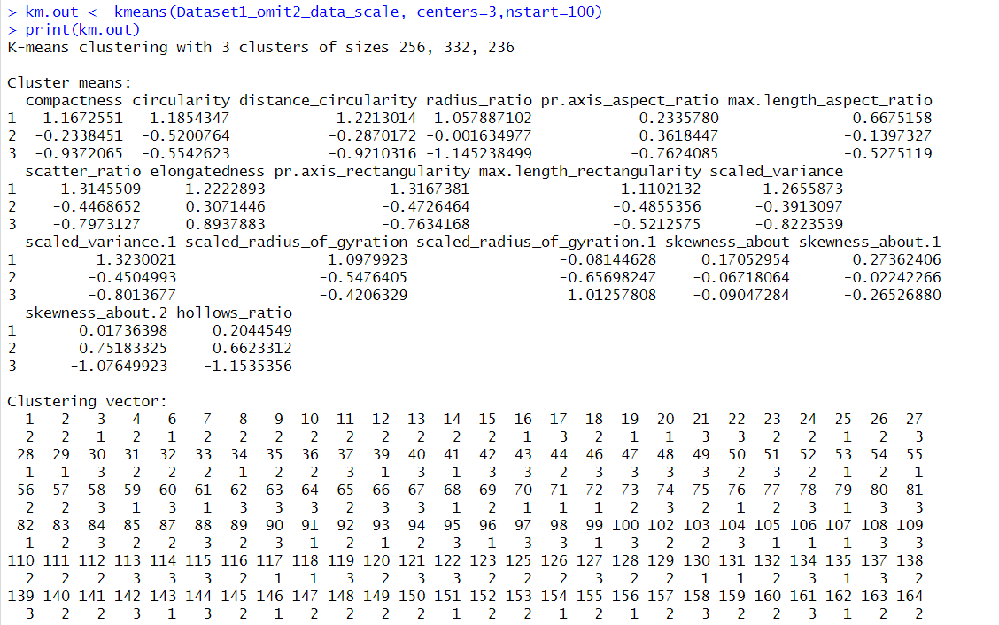 > km.out <- kmeans(Dataset1_omit2_data_scale, centers=3,nstart=100)
> print(km.out)
K-means clustering with 3 clusters of sizes 256, 332, 236

Cluster means:
  compactness circularity distance_circularity radius_ratio pr.axis_aspect_ratio max.length_aspect_ratio
1   1.1672551   1.1854347            1.2213014  1.057887102            0.2335780               0.6675158
2  -0.2338451  -0.5200764           -0.2870172 -0.001634977            0.3618447              -0.1397327
3  -0.9372065  -0.5542623           -0.9210316 -1.145238499           -0.7624085              -0.5275119
  scatter_ratio elongatedness pr.axis_rectangularity max.length_rectangularity scaled_variance
1     1.3145509    -1.2222893              1.3167381                 1.1102132       1.2655873
2    -0.4468652     0.3071446             -0.4726464                -0.4855356      -0.3913097
3    -0.7973127     0.8937883             -0.7634168                -0.5212575      -0.8223539
  scaled_variance.1 scaled_radius_of_gyration scaled_radius_of_gyration.1 skewness_about skewness_about.1
1         1.3230021                 1.0979923                 -0.08144628     0.17052954       0.27362406
2        -0.4504993                -0.5476405                 -0.65698247    -0.06718064      -0.02242266
3        -0.8013677                -0.4206329                  1.01257808    -0.09047284      -0.26526880
  skewness_about.2 hollows_ratio
1       0.01736398     0.2044549
2       0.75183325     0.6623312
3      -1.07649923    -1.1535356

Clustering vector:
  1   2   3   4   6   7   8   9  10  11  12  13  14  15  16  17  18  19  20  21  22  23  24  25  26  27
  2   2   1   2   1   2   2   2   2   2   2   2   2   2   1   3   2   1   1   3   3   2   2   1   2   3
 28  29  30  31  32  33  34  35  36  37  39  40  41  42  43  44  46  47  48  49  50  51  52  53  54  55
  1   1   3   2   2   2   1   2   2   3   1   3   1   3   3   2   3   3   3   3   2   3   2   1   2   1
 56  57  58  59  60  61  62  63  64  65  66  67  68  69  70  71  72  73  74  75  76  77  78  79  80  81
  2   2   3   1   3   1   3   3   3   2   3   3   1   2   1   1   1   2   3   2   1   2   3   1   3   3
 82  83  84  85  87  88  89  90  91  92  93  94  95  96  97  98  99 100 102 103 104 105 106 107 108 109
  1   2   3   2   2   3   2   3   1   2   1   2   3   1   3   3   1   3   2   2   3   1   1   1   3   3
110 111 112 113 114 115 116 117 118 119 120 121 122 123 125 126 127 128 129 130 131 132 134 135 137 138
  2   2   2   3   3   3   2   1   1   3   2   3   3   2   2   2   3   2   2   1   1   2   3   1   3   2
139 140 141 142 143 144 145 146 147 148 149 150 151 152 153 154 155 156 157 158 159 160 161 162 163 164
  3   2   2   3   1   3   2   1   2   2   2   2   1   2   2   1   2   1   2   3   2   2   3   1   2   2